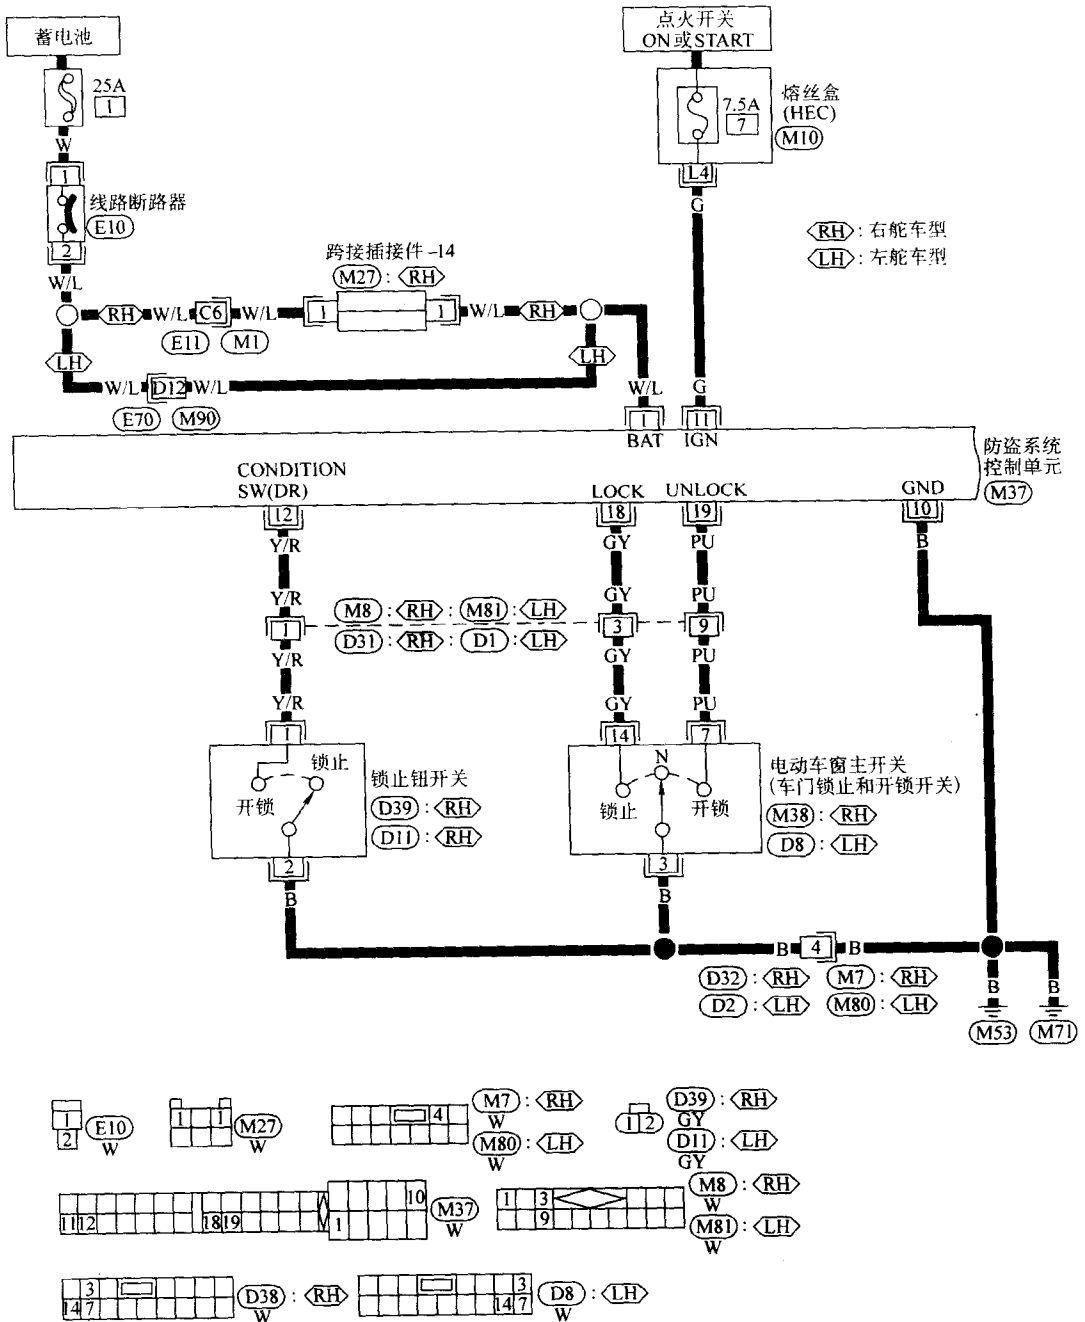 蓄电池
点火开关
ON或START
25A
1
7.5A
7
熔丝盒
(HEC)
M10
W
1
L4
G
线路断路器
E10
2
W/L
RH : 右舵车型
LH : 左舵车型
跨接插接件-14
M27 : RH
RH W/L C6 W/L 1 1 W/L RH
E11 M1
LH LH
W/L D12 W/L
E70 M90
W/L G
1 11
BAT IGN
防盗系统
控制单元
M37
CONDITION
SW(DR)
LOCK UNLOCK GND
12 18 19 10
Y/R GY PU B
Y/R GY PU
M8 : RH : M81 : LH
1 3 9
D31 : RH : D1 : LH
Y/R GY PU
Y/R GY PU
1 14 7
锁止
开锁
锁止钮开关
D39 : RH
D11 : RH
N
锁止 开锁
电动车窗主开关
(车门锁止和开锁开关)
M38 : RH
D8 : LH
2 3
B B
B 4 B
D32 : RH M7 : RH
D2 : LH M80 : LH
B B
M53 M71
1
2
E10
W
1 1
M27
W
4
M7 : RH
W
M80 : LH
W
1 2
D39 : RH
GY
D11 : LH
GY
10
11 12 18 19 1
M37
W
1 3
9
M8 : RH
W
M81 : LH
W
3
14 7
D38 : RH
W
3
14 7
D8 : LH
W